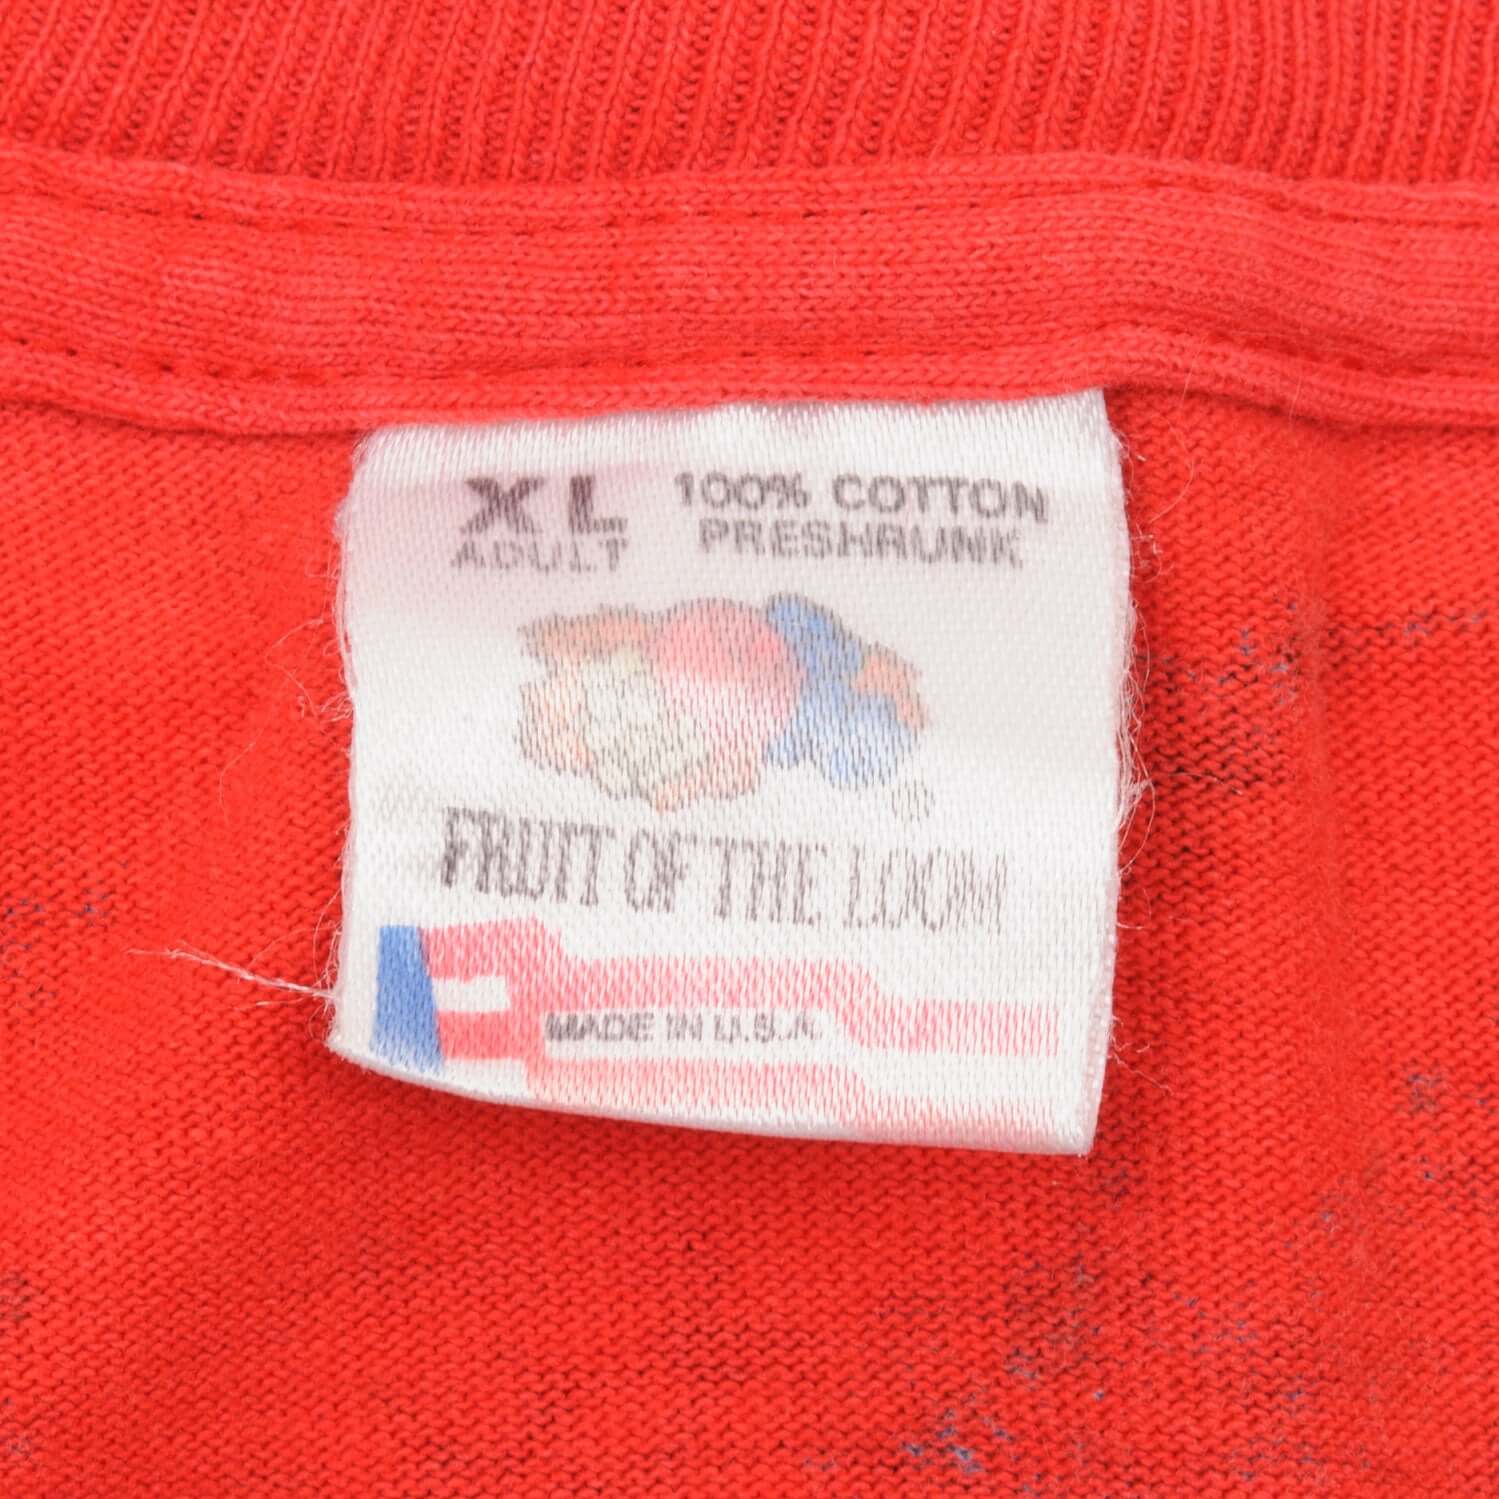 XL 100% COTTON
ADULT PRESHRUNK
®
FRUIT OF THE LOOM
MADE IN U.S.A.